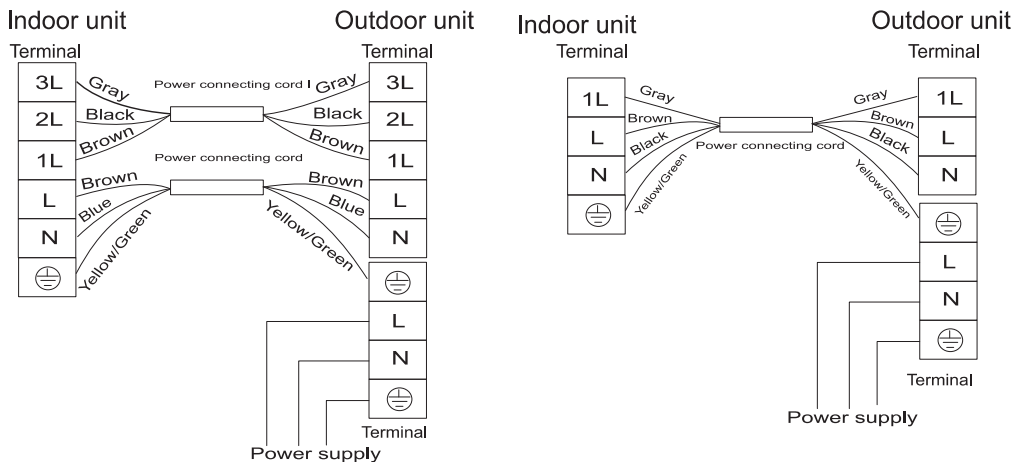 Indoor unit
Outdoor unit
Terminal
Terminal
3L
Gray
Power connecting cord I
Gray
3L
2L
Black
Black
2L
1L
Brown
Brown
1L
Power connecting cord
L
Brown
Brown
L
N
Blue
Blue
N
Yellow/Green
Yellow/Green
L
N
Terminal
Power supply
Indoor unit
Outdoor unit
Terminal
Terminal
1L
Gray
Gray
1L
L
Brown
Brown
L
N
Black
Black
N
Power connecting cord
Yellow/Green
Yellow/Green
L
N
Terminal
Power supply